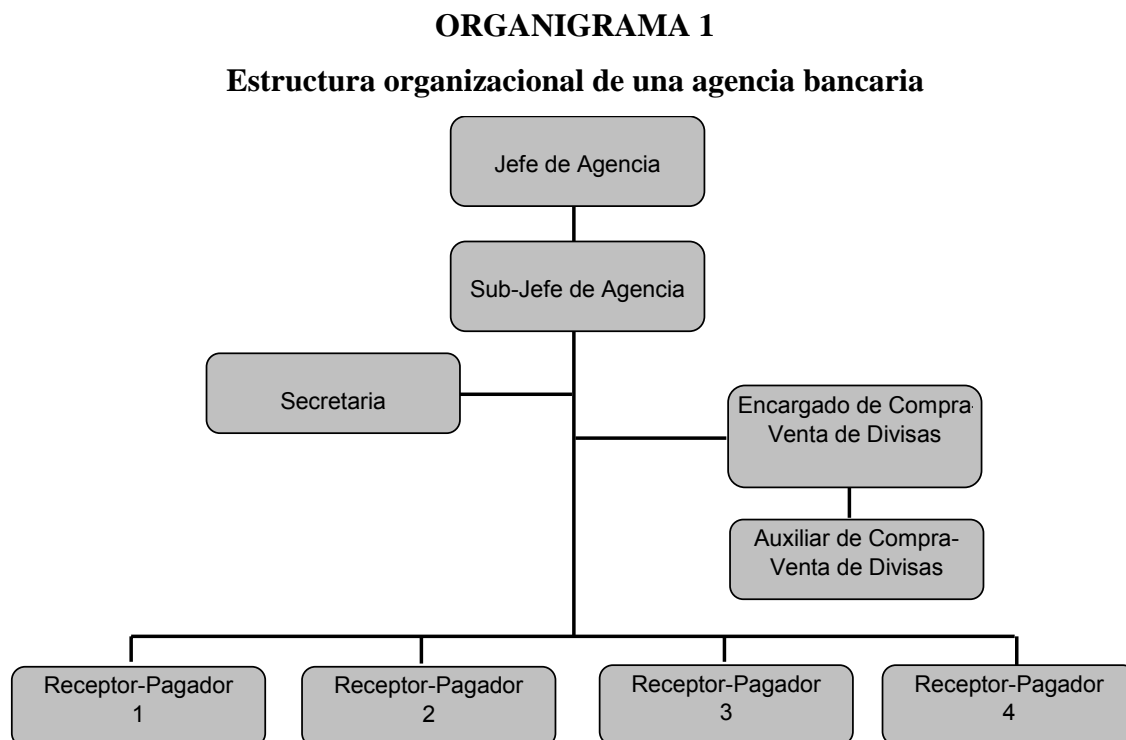 ORGANIGRAMA 1
Estructura organizacional de una agencia bancaria
Jefe de Agencia
Sub-Jefe de Agencia
Secretaria
Encargado de Compra-
Venta de Divisas
Auxiliar de Compra-
Venta de Divisas
Receptor-Pagador
1
Receptor-Pagador
2
Receptor-Pagador
3
Receptor-Pagador
4